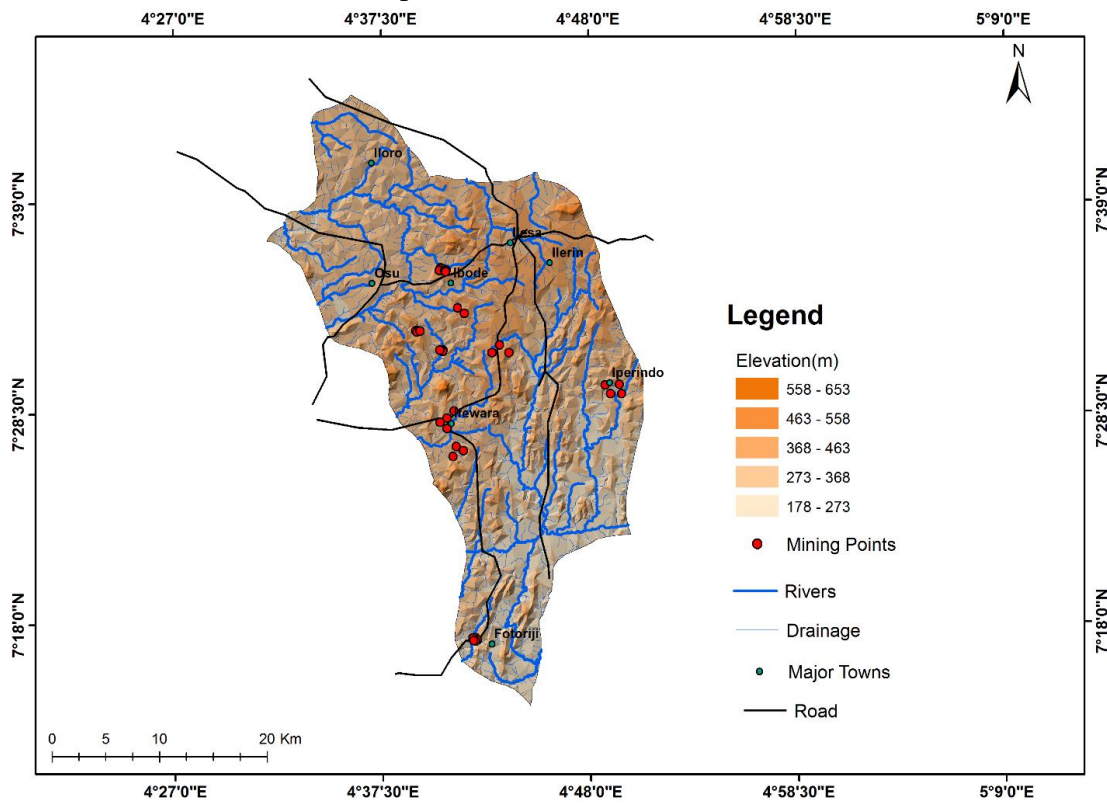 4°27'0"E 4°37'30"E 4°48'0"E 4°58'30"E 5°9'0"E
N
Iloro
7°39'0"N 7°39'0"N
Ilesa
Ilerin
Osu Ibode
Legend
Elevation(m)
Iperindo
558 - 653
7°28'30"N 7°28'30"N
Itewara
463 - 558
368 - 463
273 - 368
178 - 273
Mining Points
Rivers
7°18'0"N 7°18'0"N
Drainage
Fotoriji
Major Towns
Road
0 5 10 20 Km
4°27'0"E 4°37'30"E 4°48'0"E 4°58'30"E 5°9'0"E